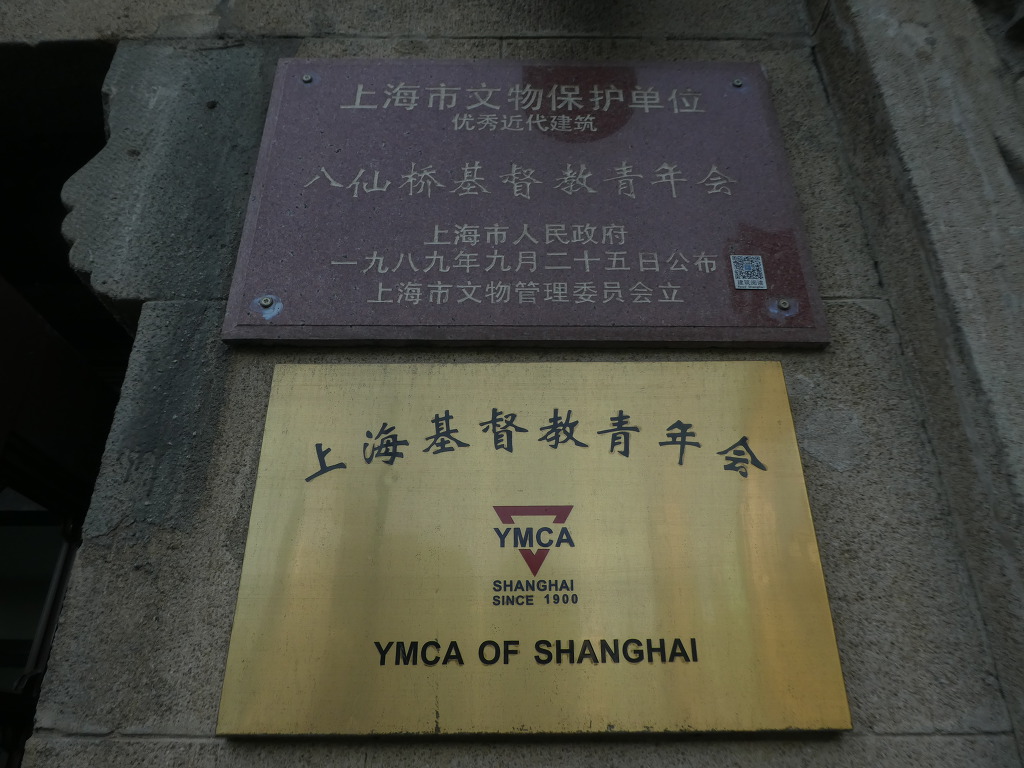 上海市文物保护单位
优秀近代建筑
八仙桥基督教青年会
上海市人民政府
一九八九年九月二十五日公布
上海市文物管理委员会立
上海基督教青年会
YMCA
SHANGHAI
SINCE 1900
YMCA OF SHANGHAI